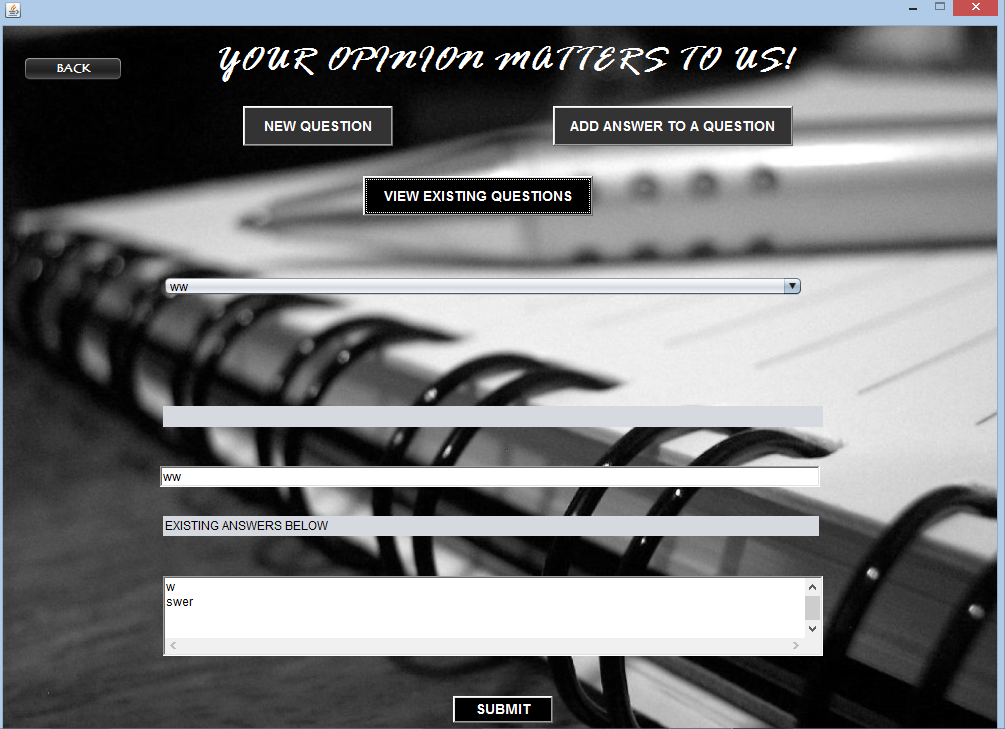 BACK
YOUR OPINION MATTERS TO US!
NEW QUESTION
ADD ANSWER TO A QUESTION
VIEW EXISTING QUESTIONS
ww
ww
EXISTING ANSWERS BELOW
w
swer
SUBMIT